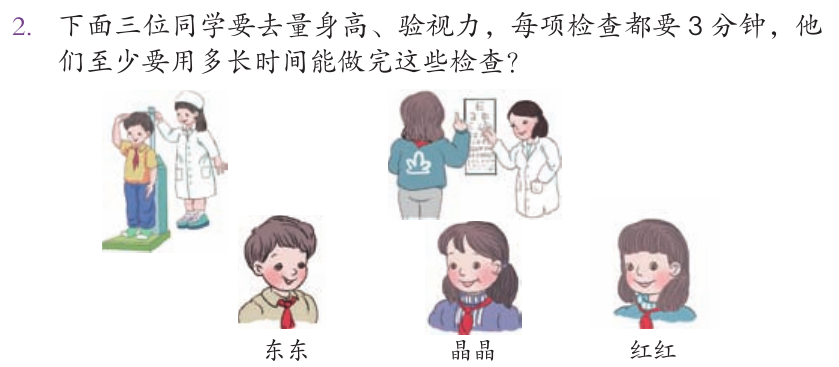 2. 下面三位同学要去量身高、验视力，每项检查都要 3 分钟，他
们至少要用多长时间能做完这些检查？
东东
晶晶
红红